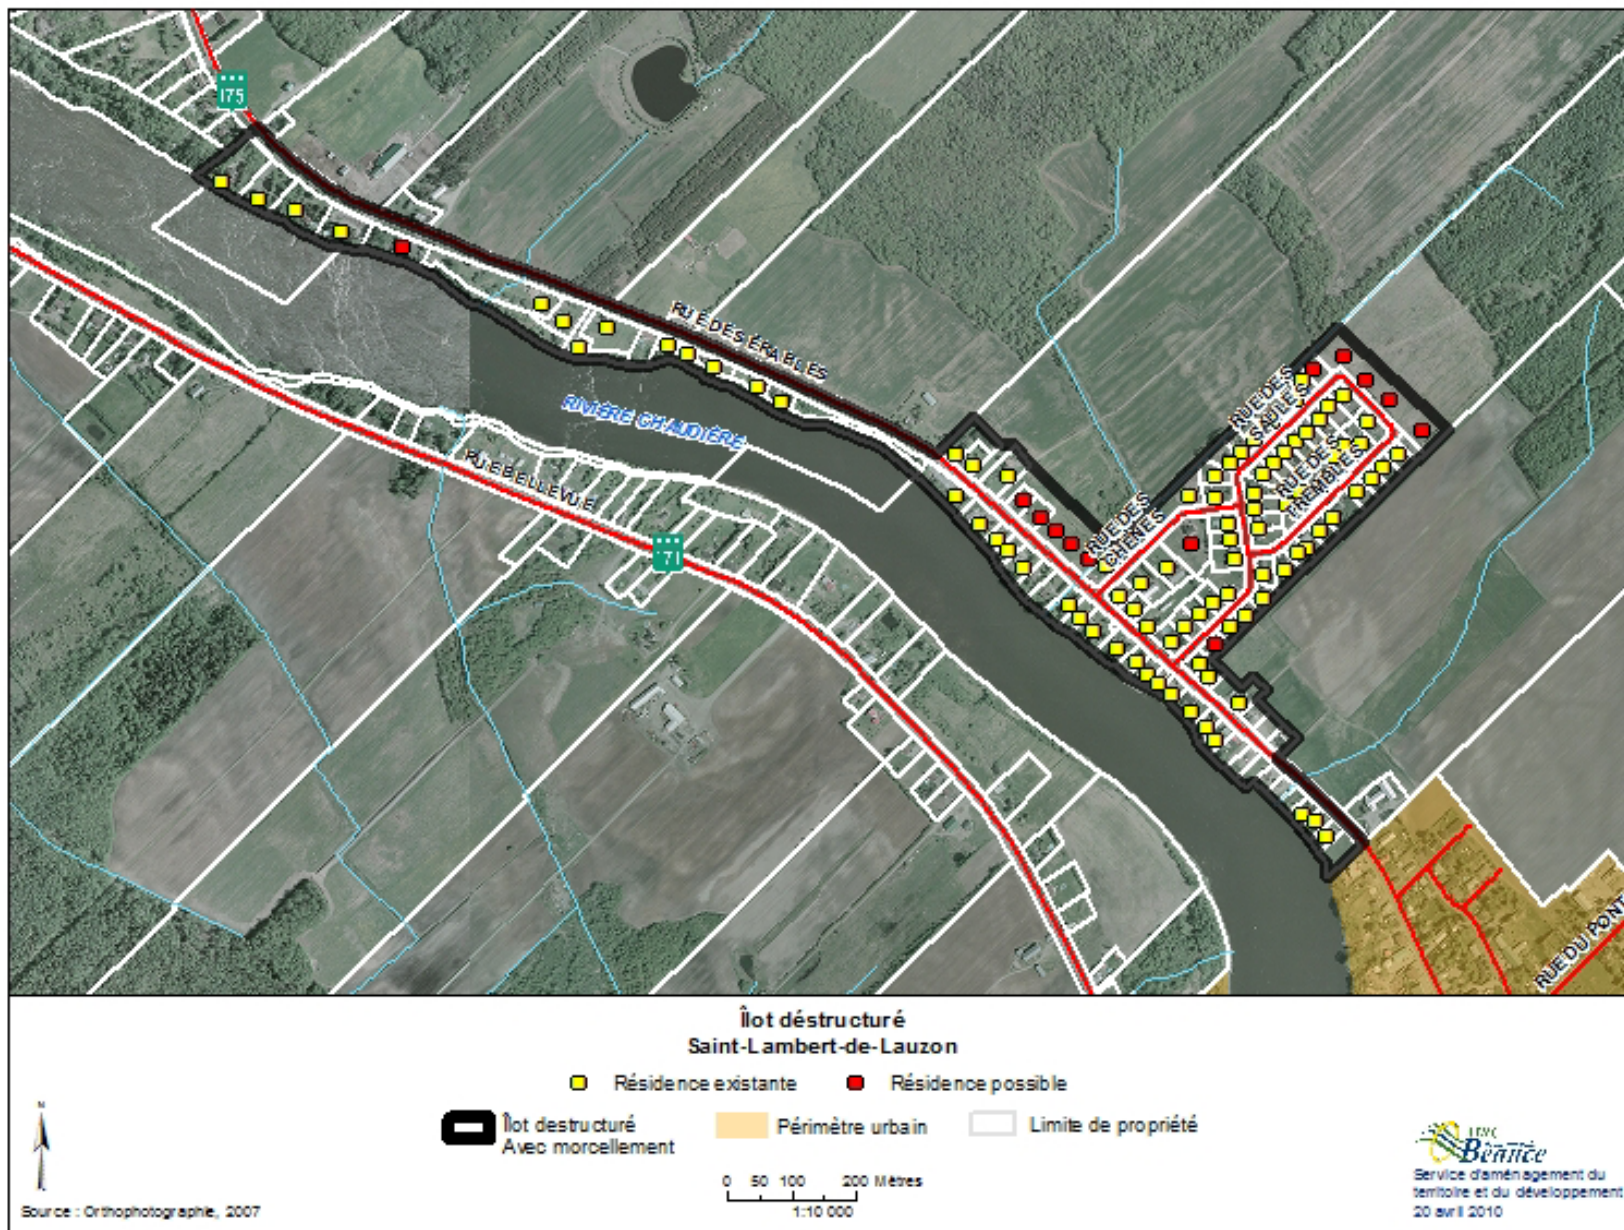 175
RUE DES ÉRABLES
RIVIÈRE CHAUDIÈRE
RUE BELLEVUE
171
RUE DES
SAULES
RUE DES
TREMBLES
RUE DES
CHÊNES
RUE DU PONT
Îlot déstructuré
Saint-Lambert-de-Lauzon
Résidence existante
Résidence possible
Îlot destructuré
Avec morcellement
Périmètre urbain
Limite de propriété
N
0 50 100 200 Mètres
1:10 000
Source : Orthophotographie, 2007
Service d'aménagement du
territoire et du développement
20 avril 2010